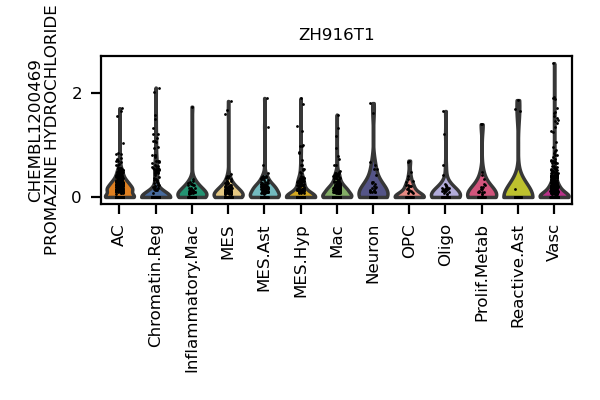 ZH916T1
CHEMBL1200469
PROMAZINE HYDROCHLORIDE
2
0
AC
Chromatin.Reg
Inflammatory.Mac
MES
MES.Ast
MES.Hyp
Mac
Neuron
OPC
Oligo
Prolif.Metab
Reactive.Ast
Vasc